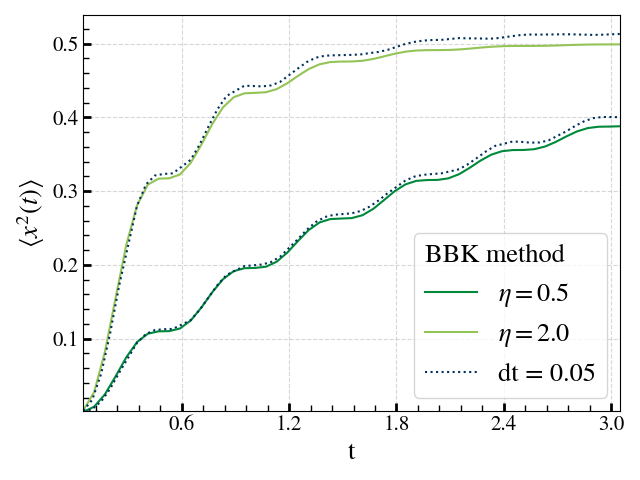 0.5
0.4
0.3
0.2
0.1
⟨x²(t)⟩
BBK method
η = 0.5
η = 2.0
dt = 0.05
0.6 1.2 1.8 2.4 3.0
t